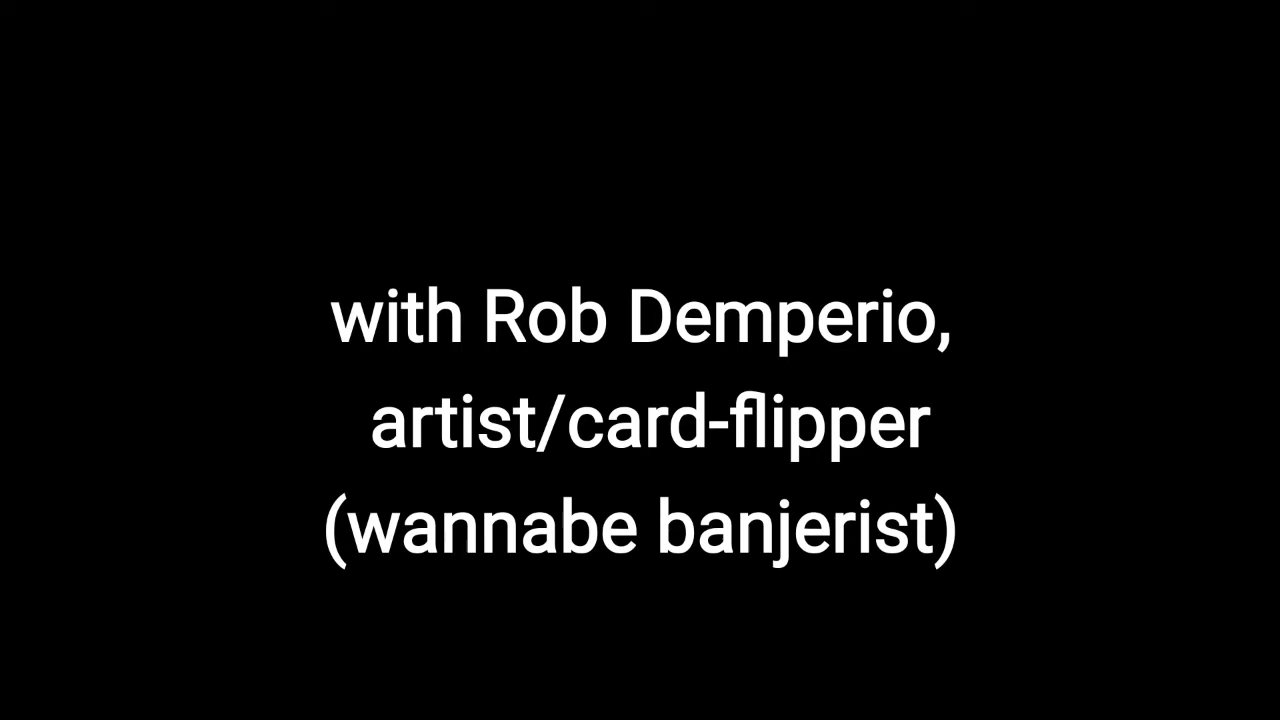 with Rob Demperio,
artist/card-flipper
(wannabe banjerist)